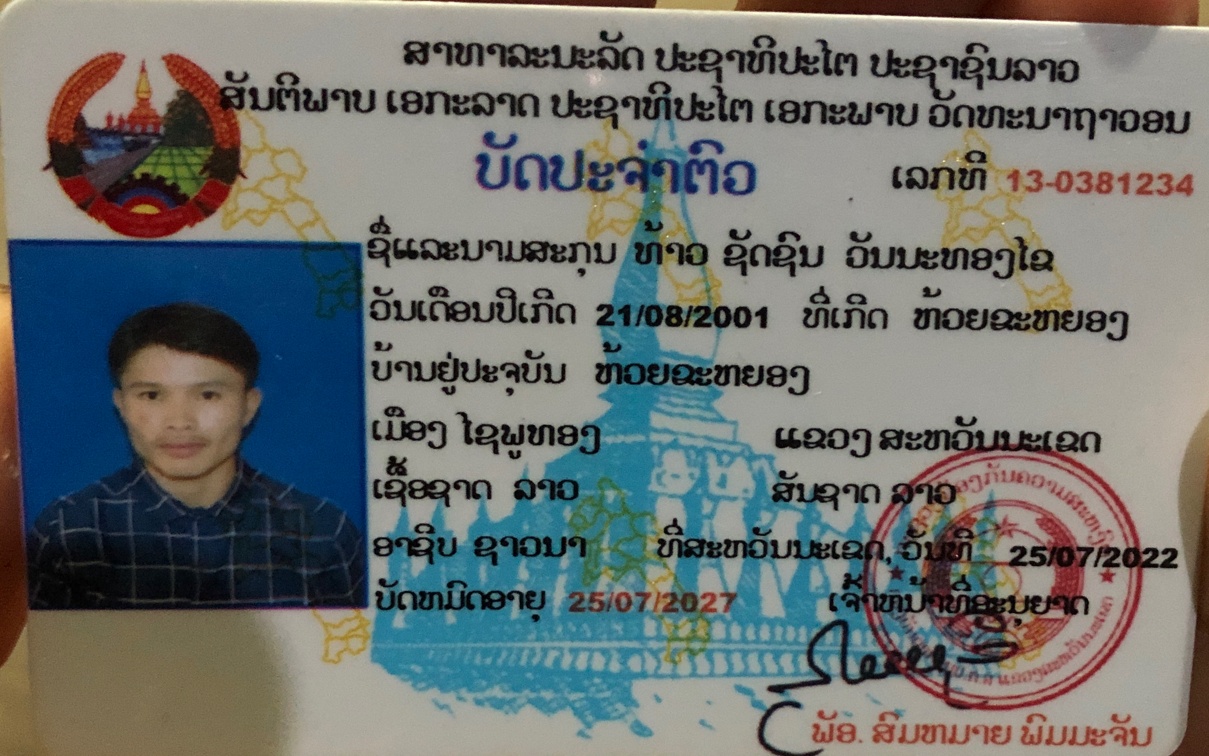 ສາທາລະນະລັດ ປະຊາທິປະໄຕ ປະຊາຊົນລາວ
ສັນຕິພາບ ເອກະລາດ ປະຊາທິປະໄຕ ເອກະພາບ ວັດທະນາຖາວອນ
ບັດປະຈຳຕົວ ເລກທີ 13-0381234
ຊື່ແລະນາມສະກຸນ ທ້າວ ຊັດຊົນ ວັນນະທອງໄຂ
ວັນເດືອນປີເກີດ 21/08/2001 ທີ່ເກີດ ຫ້ວຍຂະຫຍອງ
ບ້ານຢູ່ປະຈຸບັນ ຫ້ວຍຂະຫຍອງ
ເມືອງ ໄຊພູທອງ ແຂວງ ສະຫວັນນະເຂດ
ເຊື້ອຊາດ ລາວ ສັນຊາດ ລາວ
ອາຊີບ ຊາວນາ ທີ່ສະຫວັນນະເຂດ, ວັນທີ 25/07/2022
ບັດຫມົດອາຍຸ 25/07/2027 ເຈົ້າຫນ້າທີ່ອະນຸຍາດ
ພັອ. ສົມຫມາຍ ພິມມະຈັນ